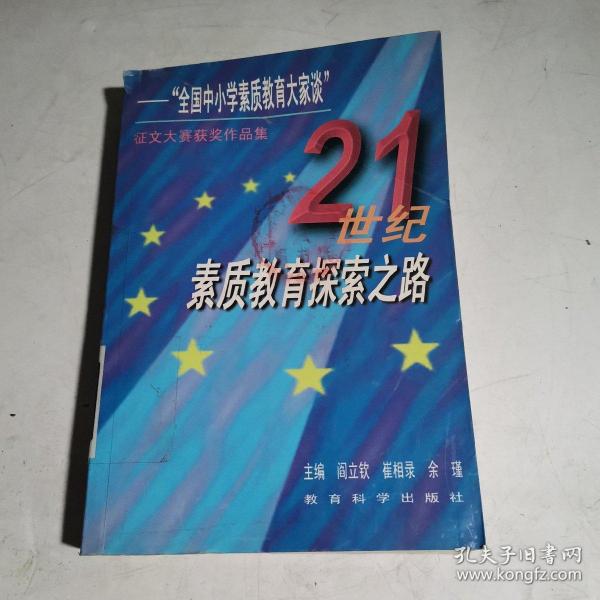 ——“全国中小学素质教育大家谈”
征文大赛获奖作品集
21
世纪
素质教育探索之路
主编 阎立钦 崔相录 余 瑾
教育科学出版社
孔夫子旧书网
www.kongfz.com